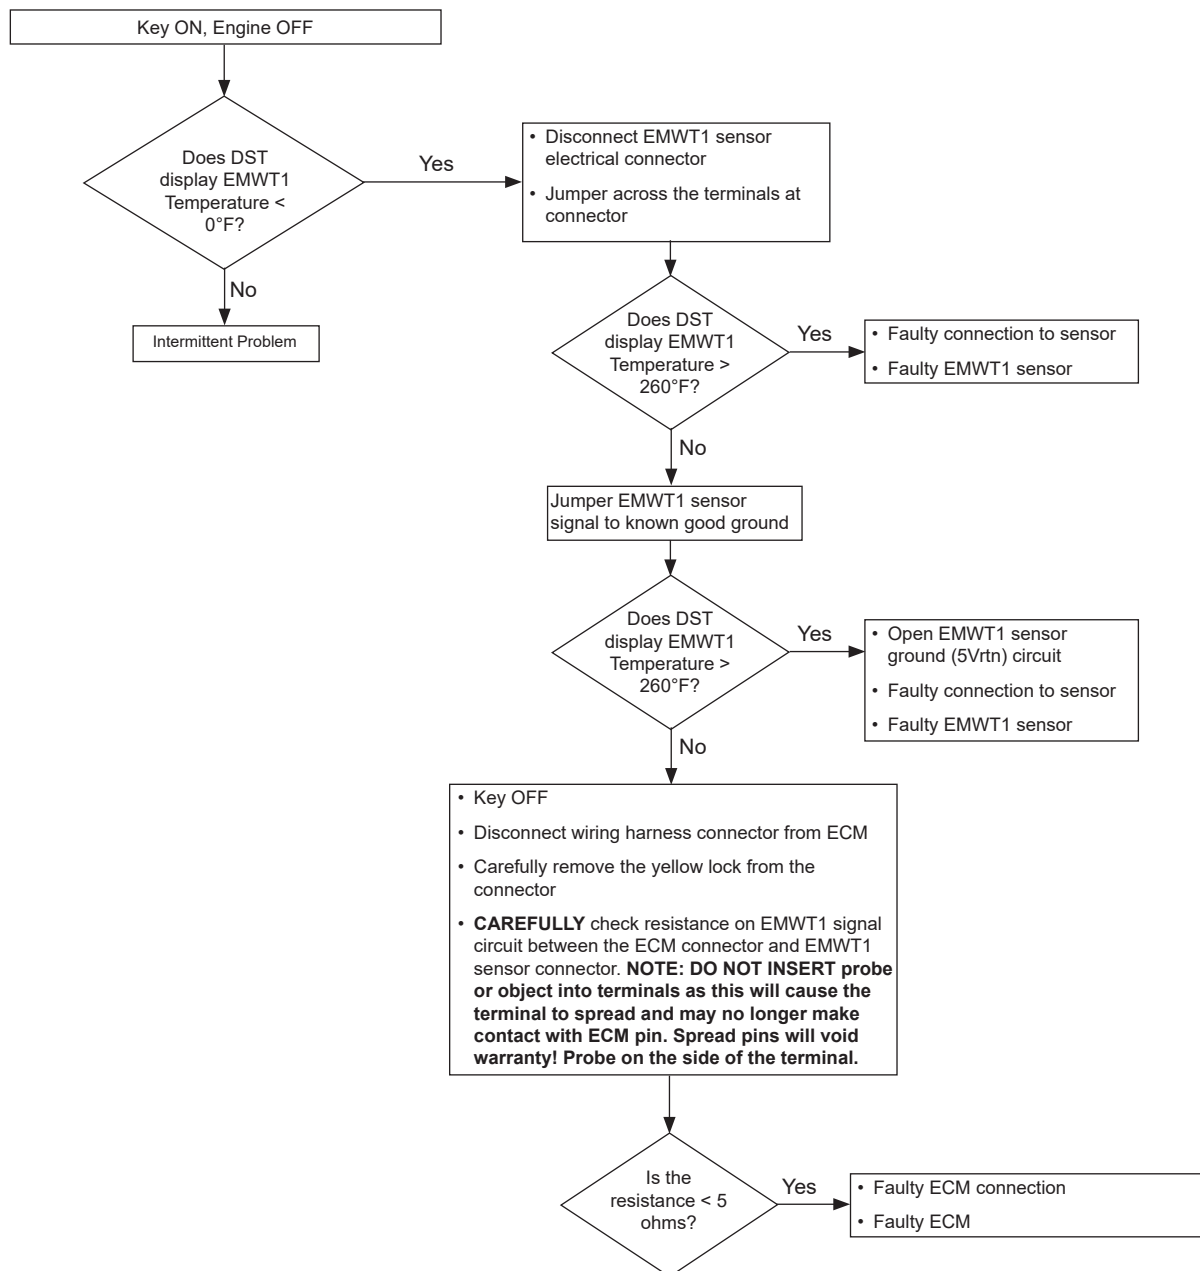 Key ON, Engine OFF
Does DST
display EMWT1
Temperature <
0°F?
Yes
• Disconnect EMWT1 sensor
electrical connector
• Jumper across the terminals at
connector
No
Intermittent Problem
Does DST
display EMWT1
Temperature >
260°F?
Yes
• Faulty connection to sensor
• Faulty EMWT1 sensor
No
Jumper EMWT1 sensor
signal to known good ground
Does DST
display EMWT1
Temperature >
260°F?
Yes
• Open EMWT1 sensor
ground (5Vrtn) circuit
• Faulty connection to sensor
• Faulty EMWT1 sensor
No
• Key OFF
• Disconnect wiring harness connector from ECM
• Carefully remove the yellow lock from the
connector
• CAREFULLY check resistance on EMWT1 signal
circuit between the ECM connector and EMWT1
sensor connector. NOTE: DO NOT INSERT probe
or object into terminals as this will cause the
terminal to spread and may no longer make
contact with ECM pin. Spread pins will void
warranty! Probe on the side of the terminal.
Is the
resistance < 5
ohms?
Yes
• Faulty ECM connection
• Faulty ECM